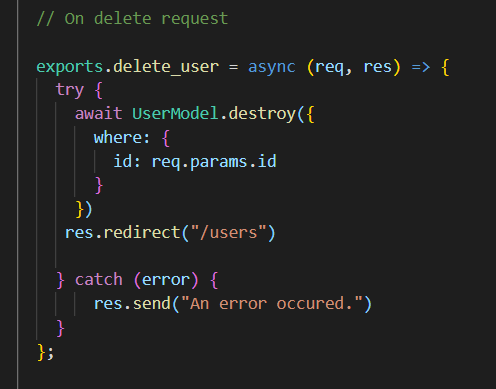 // On delete request
exports.delete_user = async (req, res) => {
try {
await UserModel.destroy({
where: {
id: req.params.id
}
})
res.redirect("/users")
} catch (error) {
res.send("An error occured.")
}
};